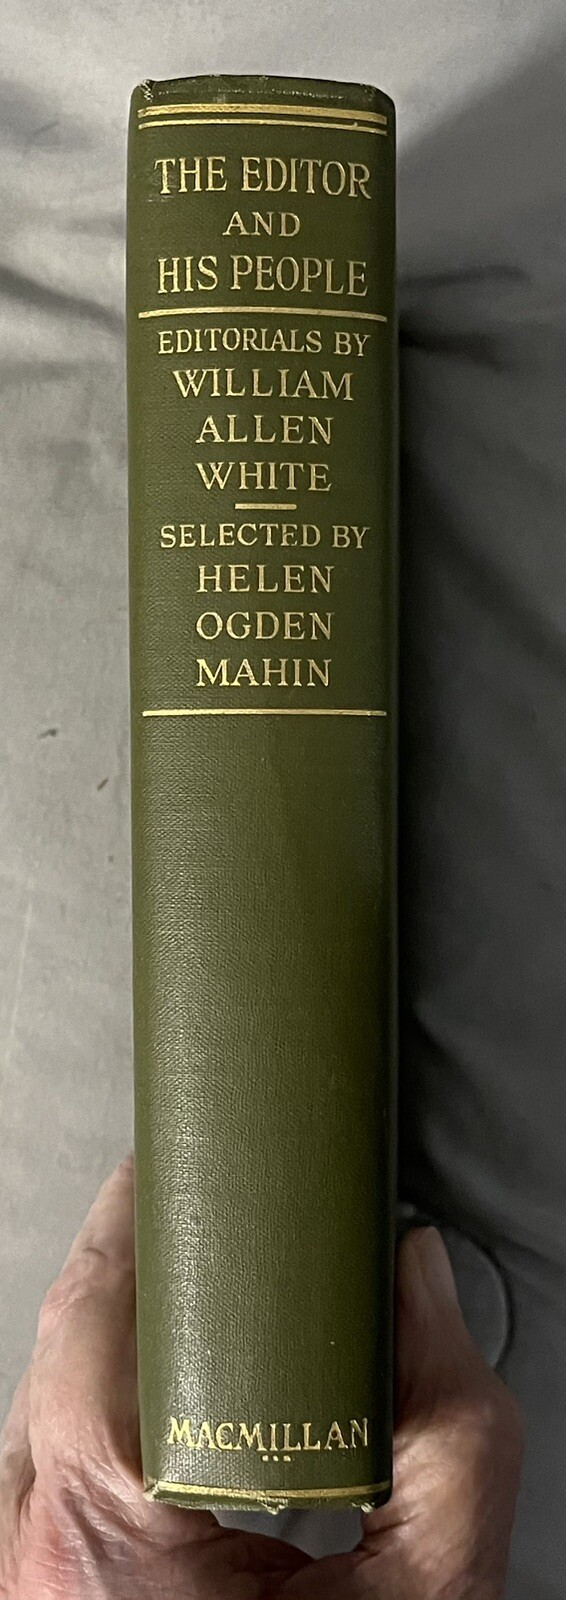 THE EDITOR
AND
HIS PEOPLE
EDITORIALS BY
WILLIAM
ALLEN
WHITE
SELECTED BY
HELEN
OGDEN
MAHIN
MACMILLAN